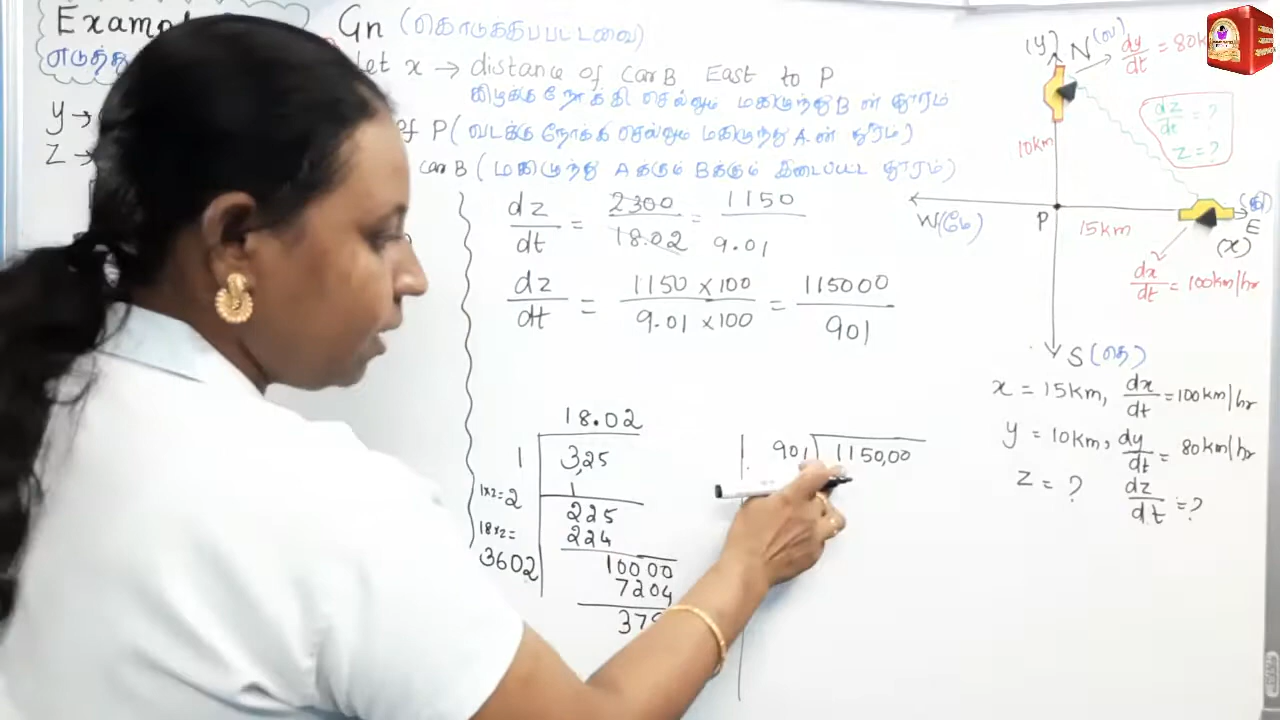 Examp
Gn (கொடுக்கப்பட்டவை)
எடுத்து
let x → distance of Car B East to P
கிழக்கு நோக்கி செல்லும் மகிழுந்து B ன் தூரம்
y →
of P (வடக்கு நோக்கி செல்லும் மகிழுந்து A ன் தூரம்)
Z →
Car B (மகிழுந்து A க்கும் B க்கும் இடைப்பட்ட தூரம்)
dz/dt = 2300/18.02 = 1150/9.01
dz/dt = 1150 x 100/9.01 x 100 = 115000/901
18.02
1 3,25
1
1x2=2 225
18x2= 224
3602 10000
7204
37
901) 1150,00
(y) N
dy/dt = 80k
dz/dt = ?
z = ?
10km
W(மே) P 15km E
(x)
dx/dt = 100km/hr
S (தெ)
x = 15km, dx/dt = 100km/hr
y = 10km, dy/dt = 80km/hr
z = ? dz/dt = ?